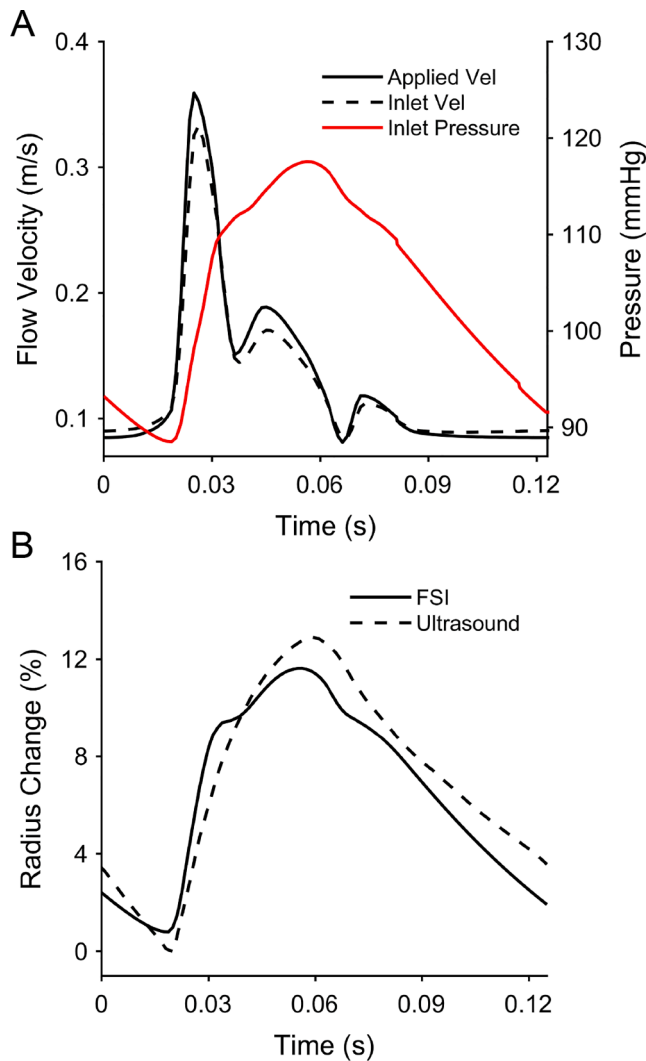 A
0.4
0.3
0.2
0.1
Flow Velocity (m/s)
130
120
110
100
90
Pressure (mmHg)
Applied Vel
Inlet Vel
Inlet Pressure
0
0.03
0.06
0.09
0.123
Time (s)
B
16
12
8
4
0
Radius Change (%)
FSI
Ultrasound
0
0.03
0.06
0.09
0.12
Time (s)